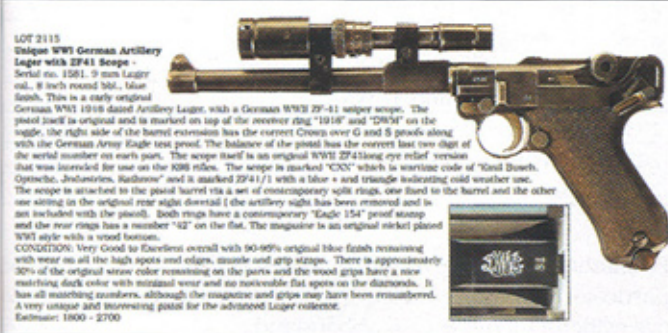 LOT 2115
Unique WWI German Artillery
Luger with ZF41 Scope -
Serial no. 1581. 9 mm Luger
cal., 8 inch round bbl., blue
finish. This is a early original
German WWI 1918 dated Artillery Luger, with a German WWII ZF-41 sniper scope. The
pistol itself is original and is marked on top of the receiver ring "1918" and "DWM" on the
toggle, the right side of the barrel extension has the correct Crown over G and S proofs along
with the German Army Eagle test proof. The balance of the pistol has the correct last two digit of
the serial number on each part. The scope itself is an original WWII ZF41long eye relief version
that was intended for use on the K98 rifles. The scope is marked "CXN" which is wartime code of "Emil Busch,
Optische, Rathnow" and is marked ZF41/1 with a blue + and triangle indicating cold weather use.
The scope is attached to the pistol barrel via a set of contemporary split rings, one fixed to the barrel and the other
one sitting in the original rear sight dovetail ( the artillery sight has been removed and is
not included with the pistol). Both rings have a contemporary "Eagle 154" proof stamp
and the rear rings has a number "42" on the flat. The magazine is an original nickel plated
WWI style with a wood bottom.
CONDITION: Very Good to Excellent overall with 90-95% original blue finish remaining
with wear on all the high spots and edges, muzzle and grip straps. There is approximately
30% of the original straw color remaining on the parts and the wood grips have a nice
matching dark color with minimal wear and no noticeable flat spots on the diamonds. It
has all matching numbers, although the magazine and grips may have been renumbered.
A very unique and interesting pistol for the advanced Luger collector.
Estimate: 1800 - 2700